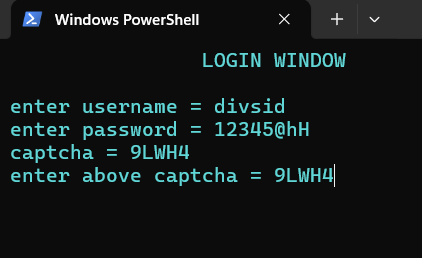 Windows PowerShell
LOGIN WINDOW
enter username = divsid
enter password = 12345@hH
captcha = 9LWH4
enter above captcha = 9LWH4